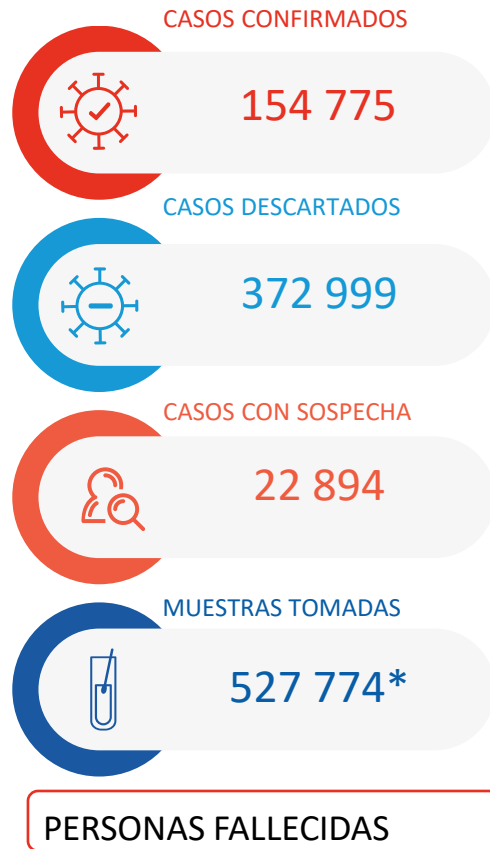 CASOS CONFIRMADOS
154 775
CASOS DESCARTADOS
372 999
CASOS CON SOSPECHA
22 894
MUESTRAS TOMADAS
527 774*
PERSONAS FALLECIDAS